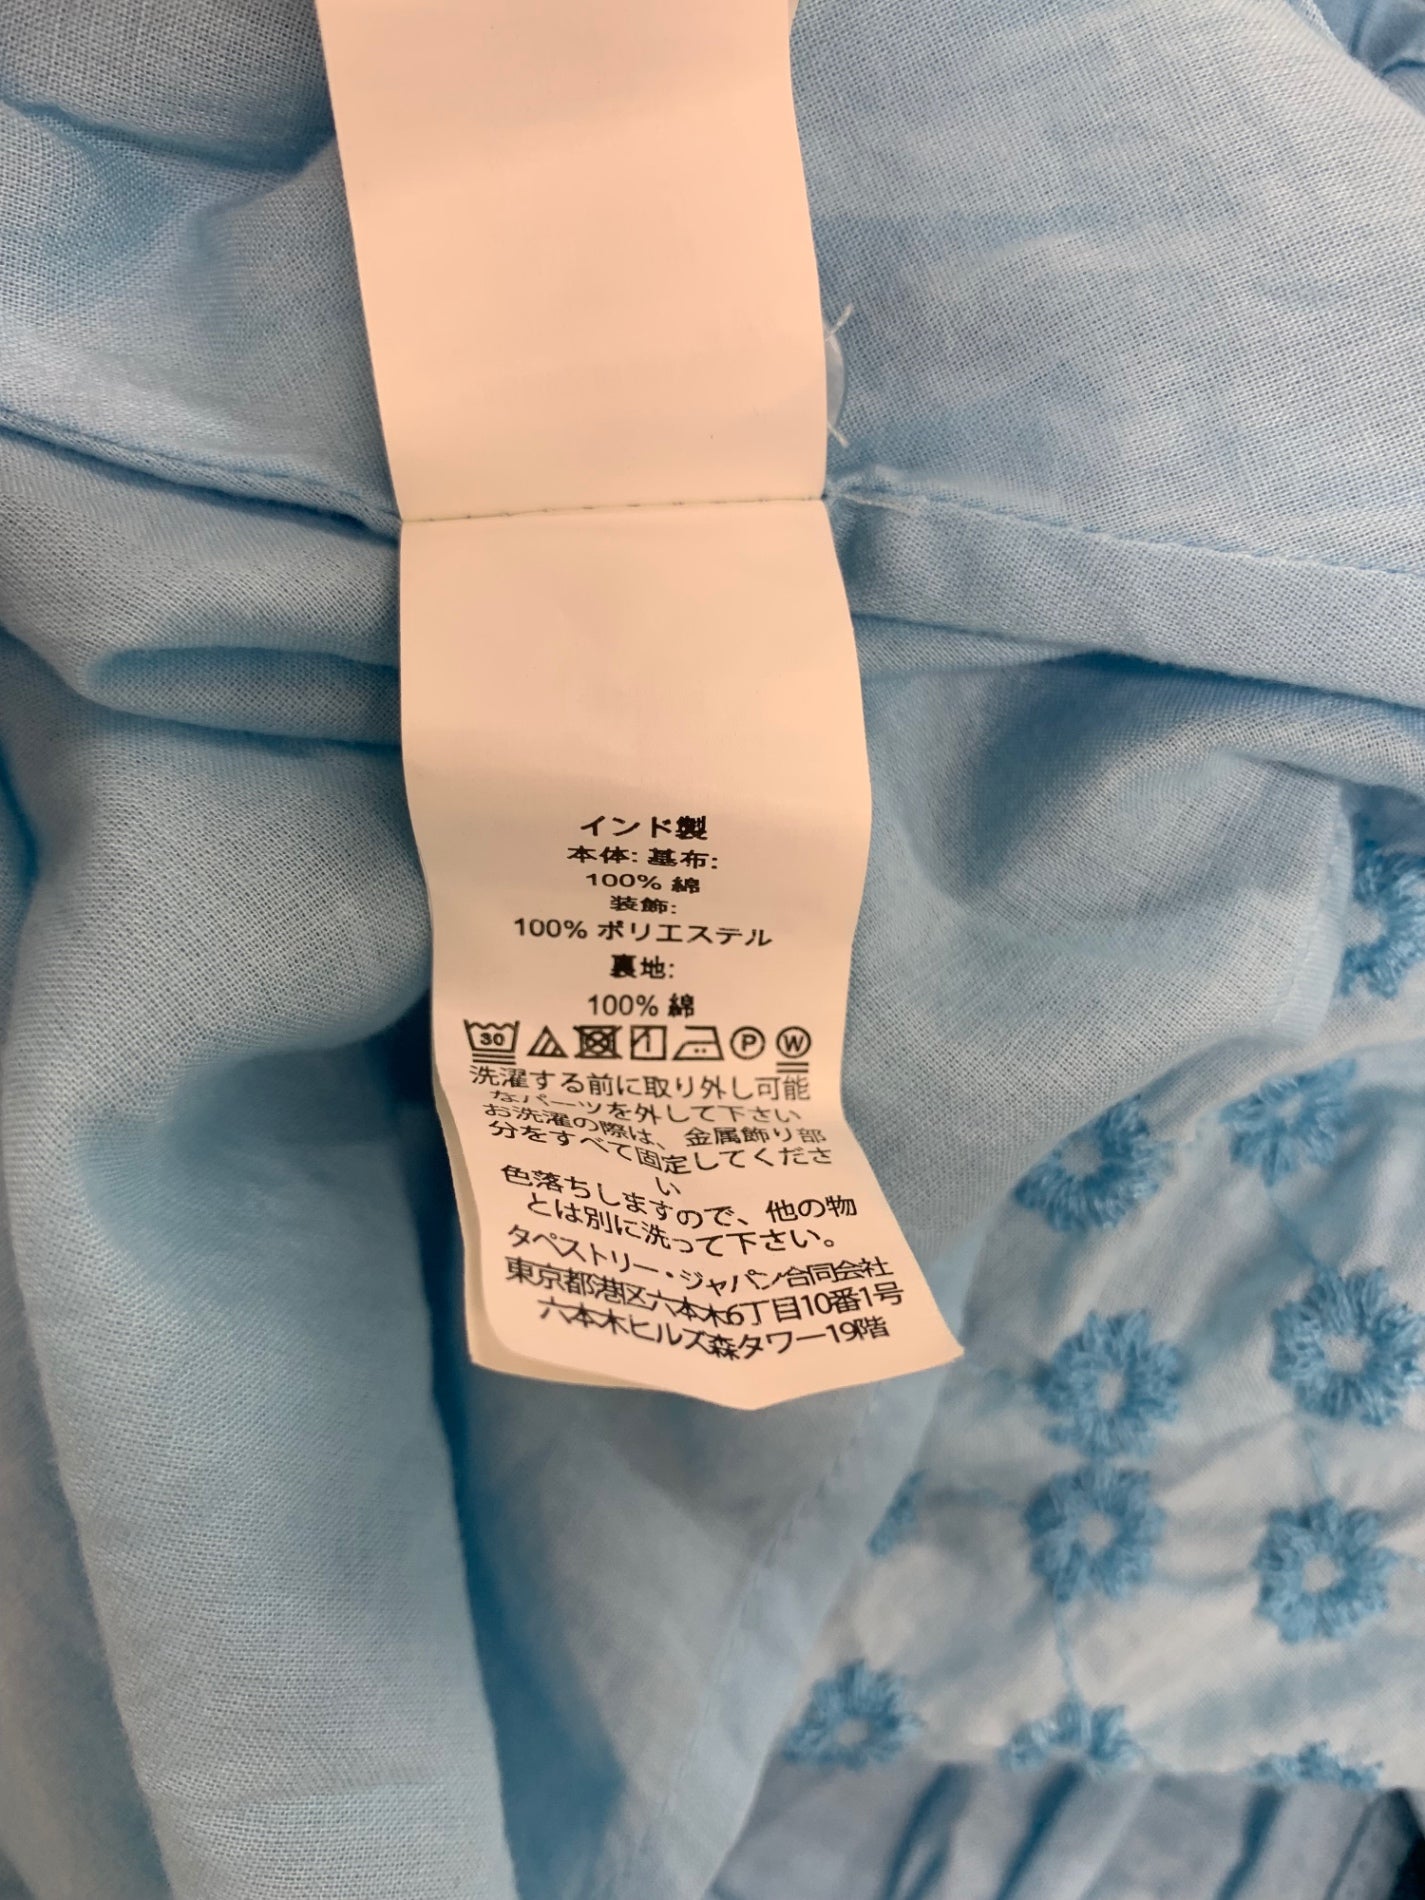 インド製
本体: 基布:
100% 綿
装飾:
100% ポリエステル
裏地:
100% 綿
30 P W
洗濯する前に取り外し可能
なパーツを外して下さい
お洗濯の際は、金属飾り部
分をすべて固定してくださ
い
色落ちしますので、他の物
とは別に洗って下さい。
タペストリー・ジャパン合同会社
東京都港区六本木6丁目10番1号
六本木ヒルズ森タワー19階